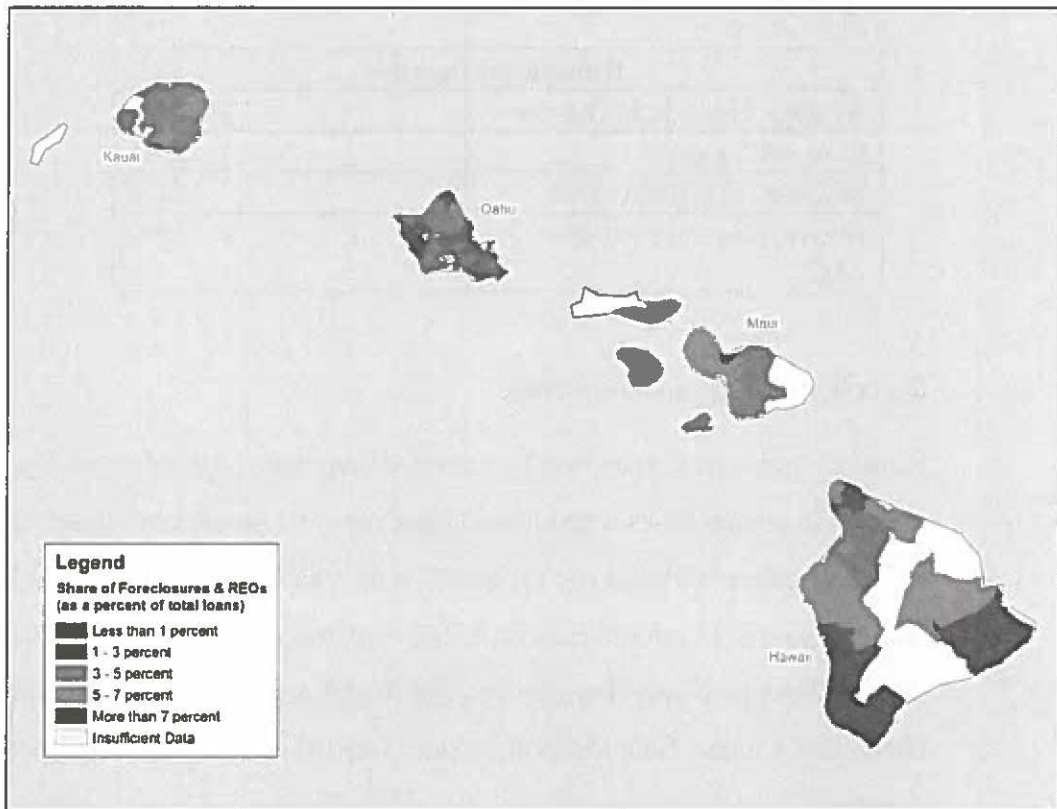 Kauai
Oahu
Maui
Hawaii
Legend
Share of Foreclosures & REOs
(as a percent of total loans)
Less than 1 percent
1 - 3 percent
3 - 5 percent
5 - 7 percent
More than 7 percent
Insufficient Data